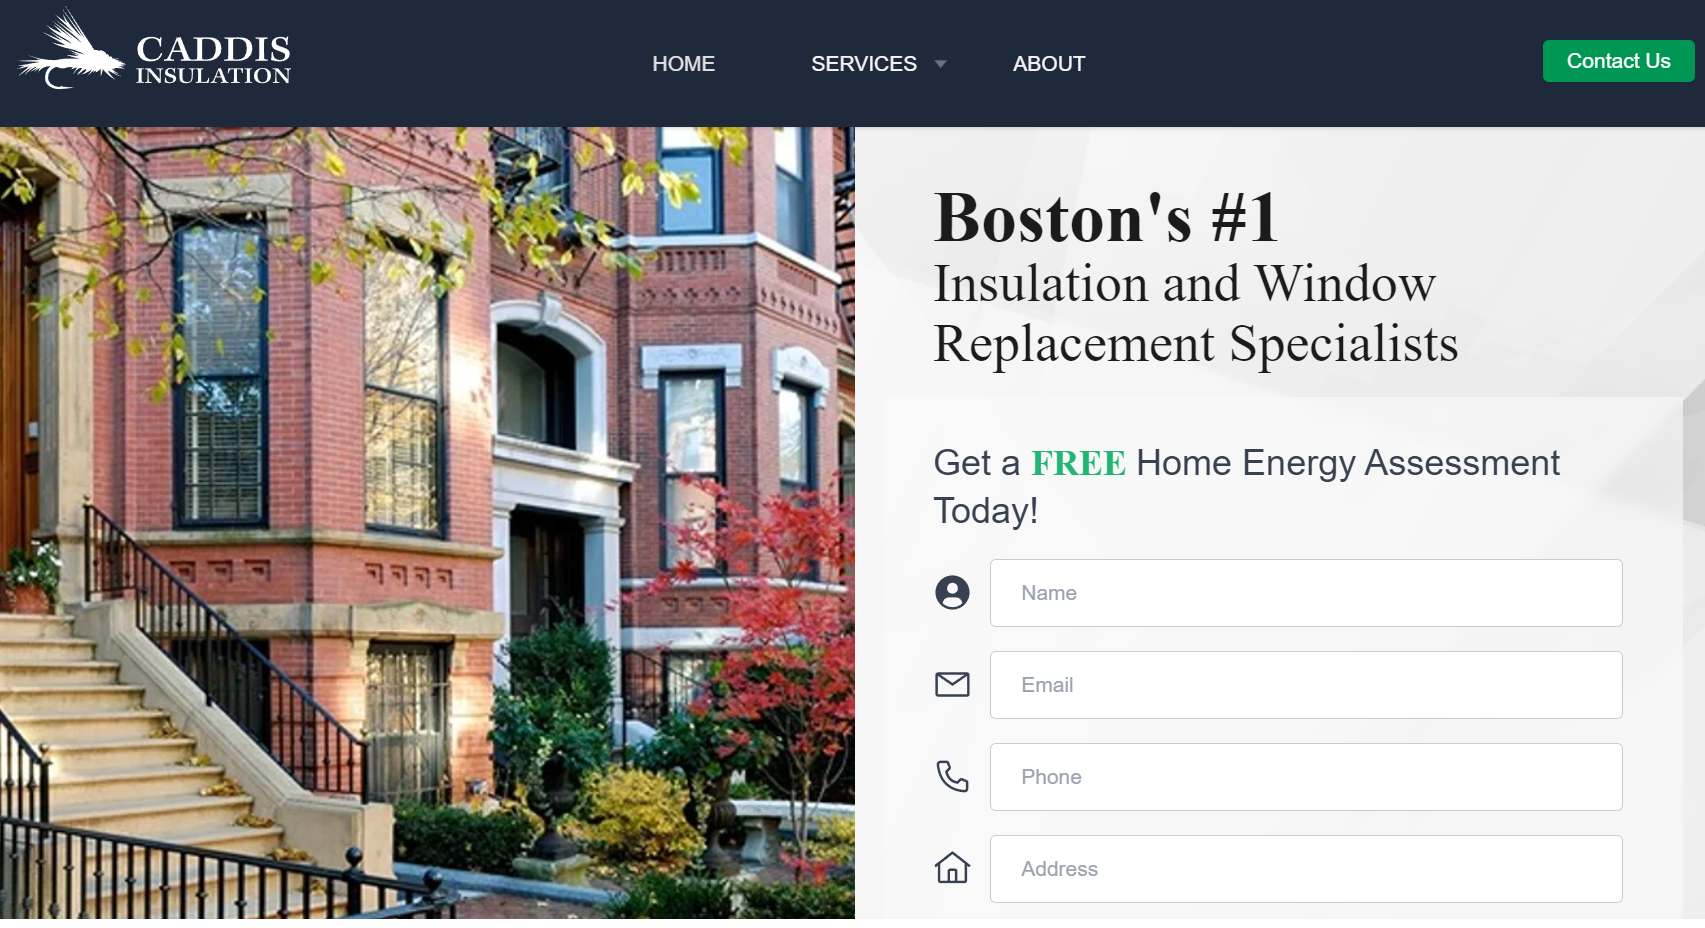 CADDIS
INSULATION
HOME
SERVICES
ABOUT
Contact Us
Boston's #1
Insulation and Window
Replacement Specialists
Get a FREE Home Energy Assessment
Today!
Name
Email
Phone
Address